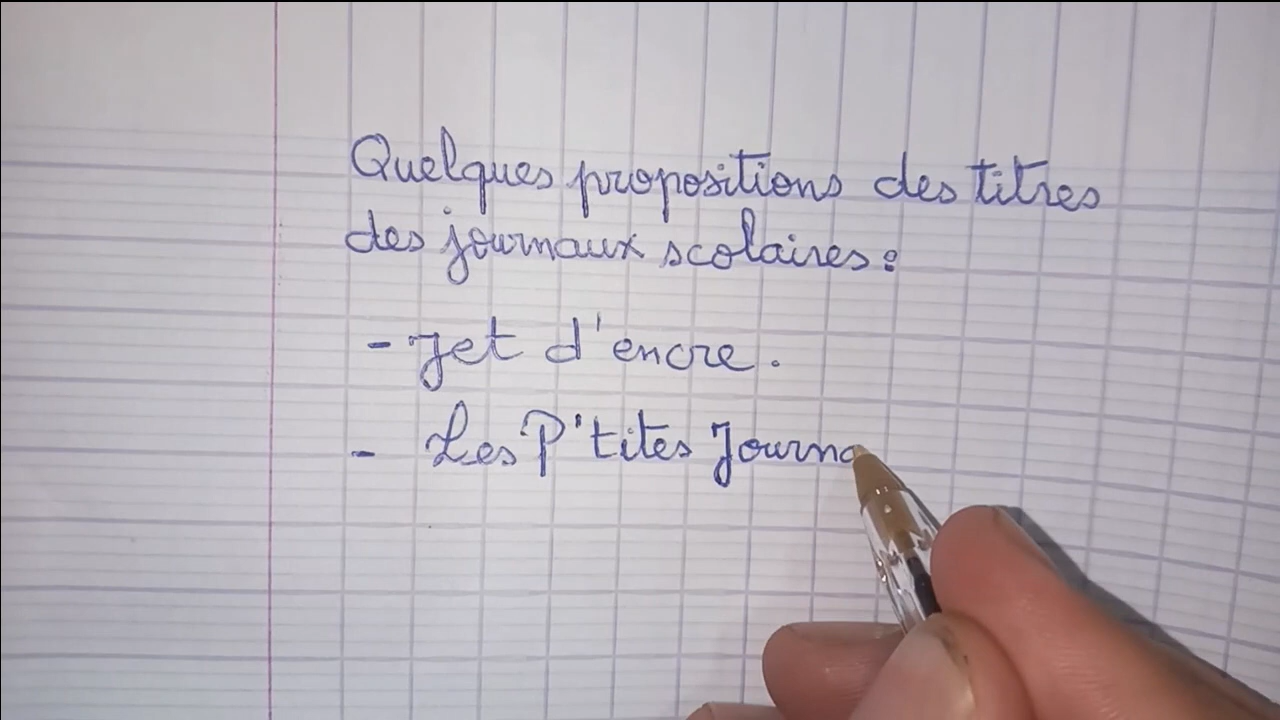 Quelques propositions des titres
des journaux scolaires:
- Jet d'encre.
- Les P'tites Journa